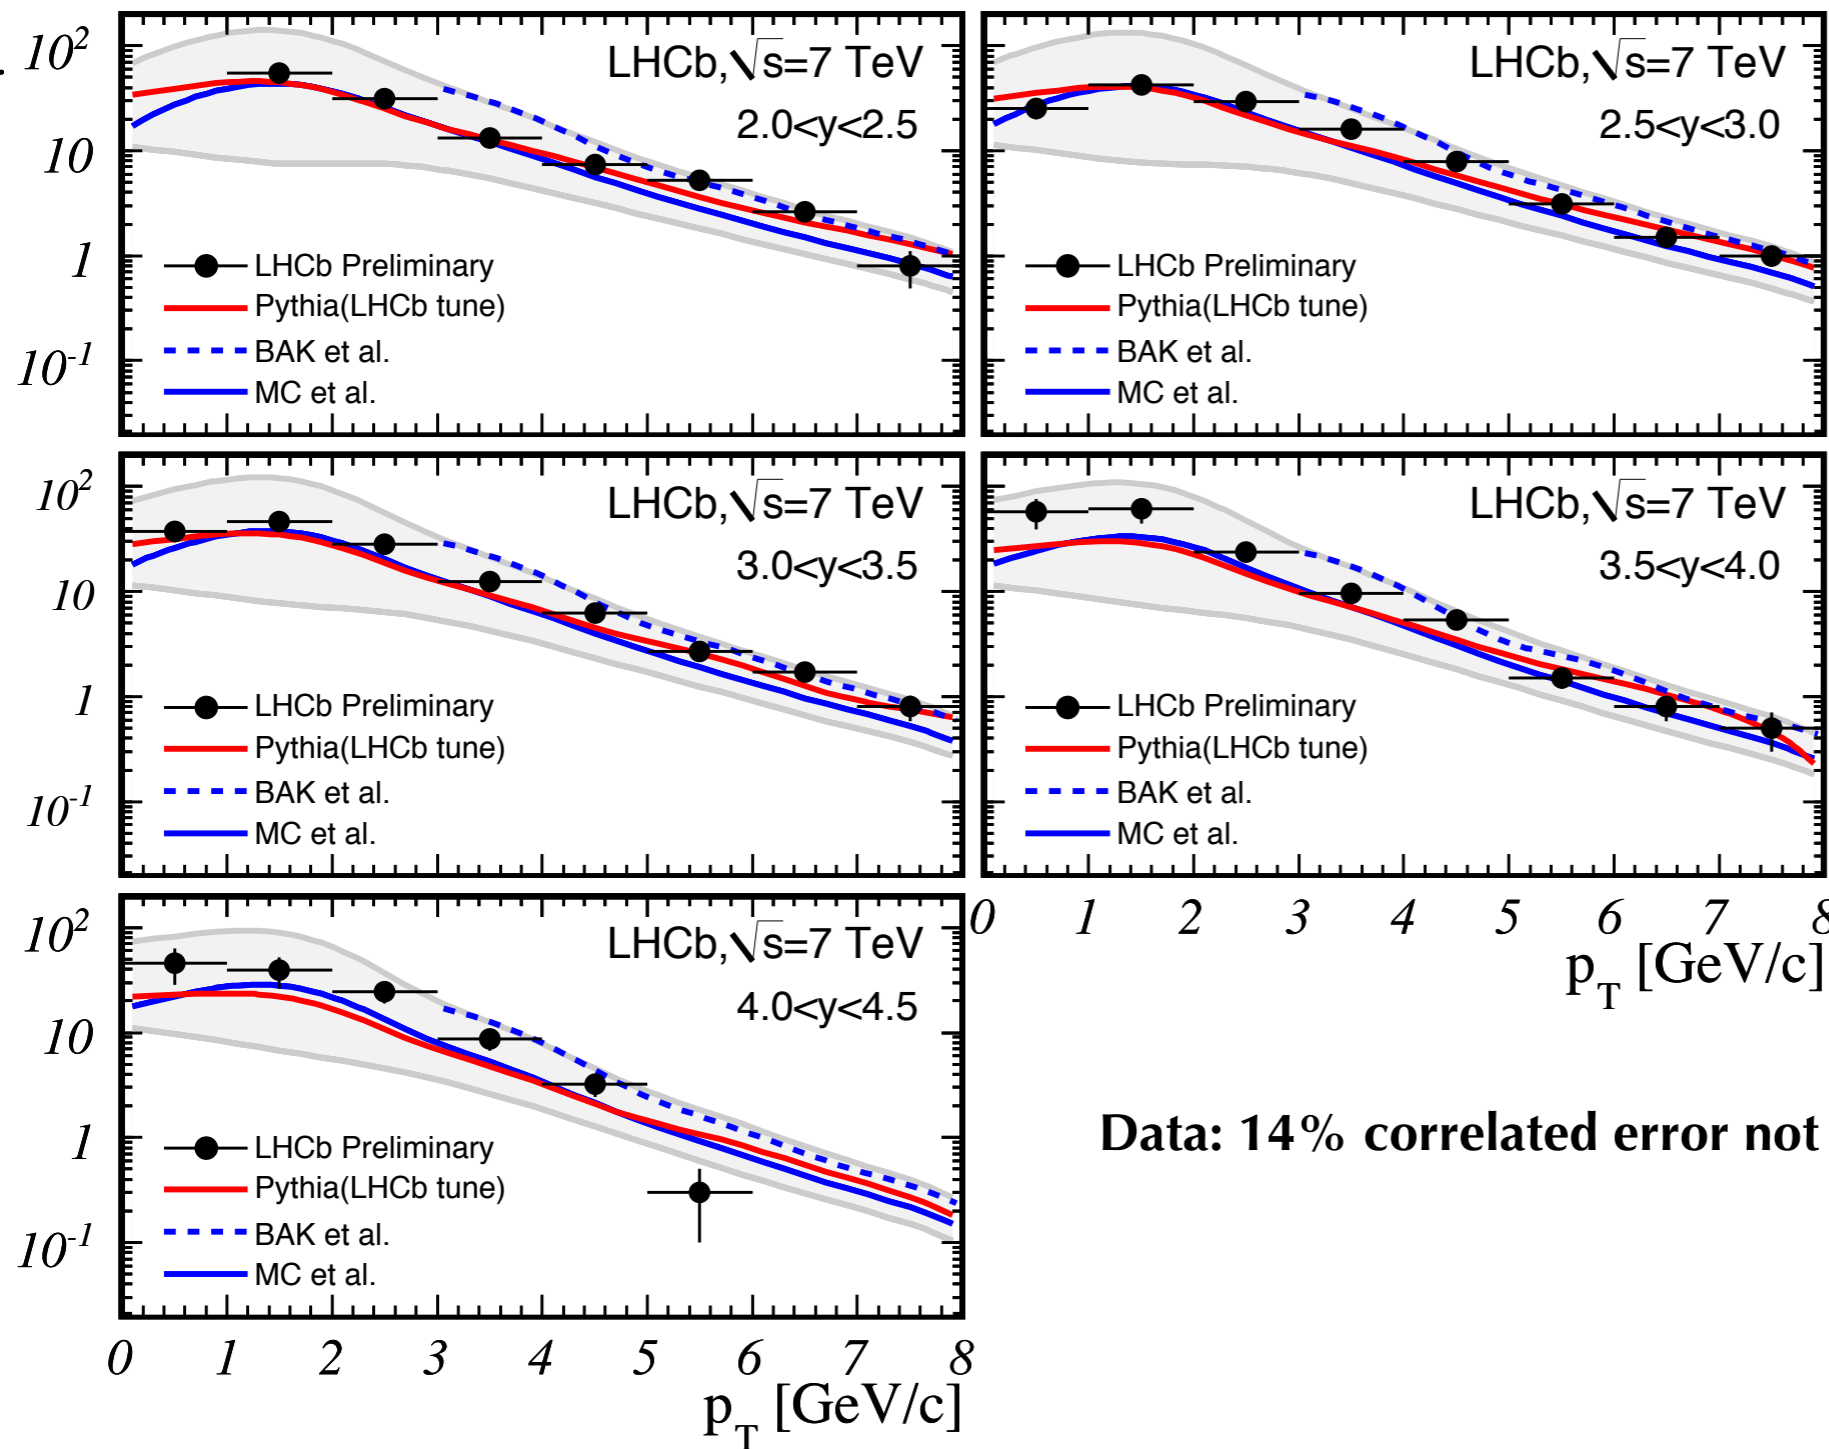 10²
10
1
10⁻¹
LHCb, √s=7 TeV
2.0<y<2.5
LHCb Preliminary
Pythia(LHCb tune)
BAK et al.
MC et al.
LHCb, √s=7 TeV
2.5<y<3.0
LHCb Preliminary
Pythia(LHCb tune)
BAK et al.
MC et al.
10²
10
1
10⁻¹
LHCb, √s=7 TeV
3.0<y<3.5
LHCb Preliminary
Pythia(LHCb tune)
BAK et al.
MC et al.
LHCb, √s=7 TeV
3.5<y<4.0
LHCb Preliminary
Pythia(LHCb tune)
BAK et al.
MC et al.
0 1 2 3 4 5 6 7 8
p_T [GeV/c]
10²
10
1
10⁻¹
LHCb, √s=7 TeV
4.0<y<4.5
LHCb Preliminary
Pythia(LHCb tune)
BAK et al.
MC et al.
0 1 2 3 4 5 6 7 8
p_T [GeV/c]
Data: 14% correlated error not